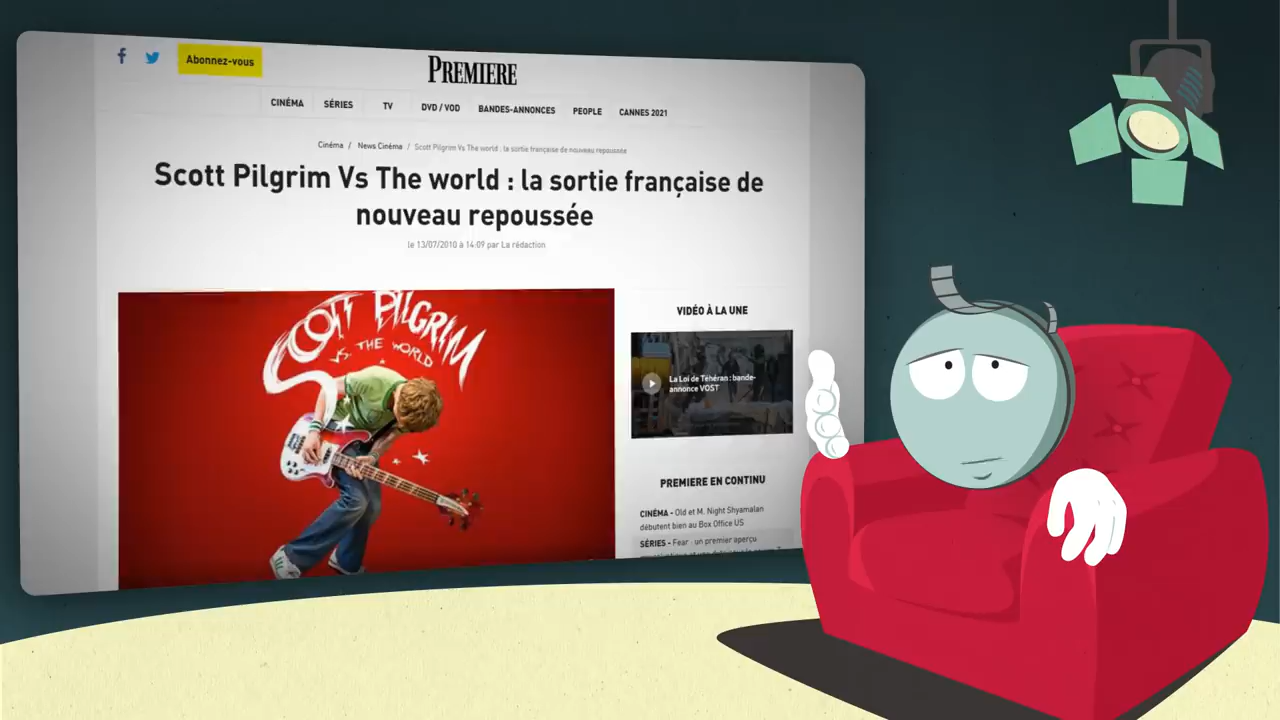 Abonnez-vous
PREMIERE
CINÉMA SÉRIES TV DVD / VOD BANDES-ANNONCES PEOPLE CANNES 2021
Cinéma / News Cinéma / Scott Pilgrim Vs The world : la sortie française de nouveau repoussée
Scott Pilgrim Vs The world : la sortie française de
nouveau repoussée
le 13/07/2010 à 14:09 par La rédaction
SCOTT PILGRIM
VS. THE WORLD
VIDÉO À LA UNE
La Loi de Téhéran : bande-
annonce VOST
PREMIERE EN CONTINU
CINÉMA - Old et M. Night Shyamalan
débutent bien au Box Office US
SÉRIES - Fear : un premier aperçu